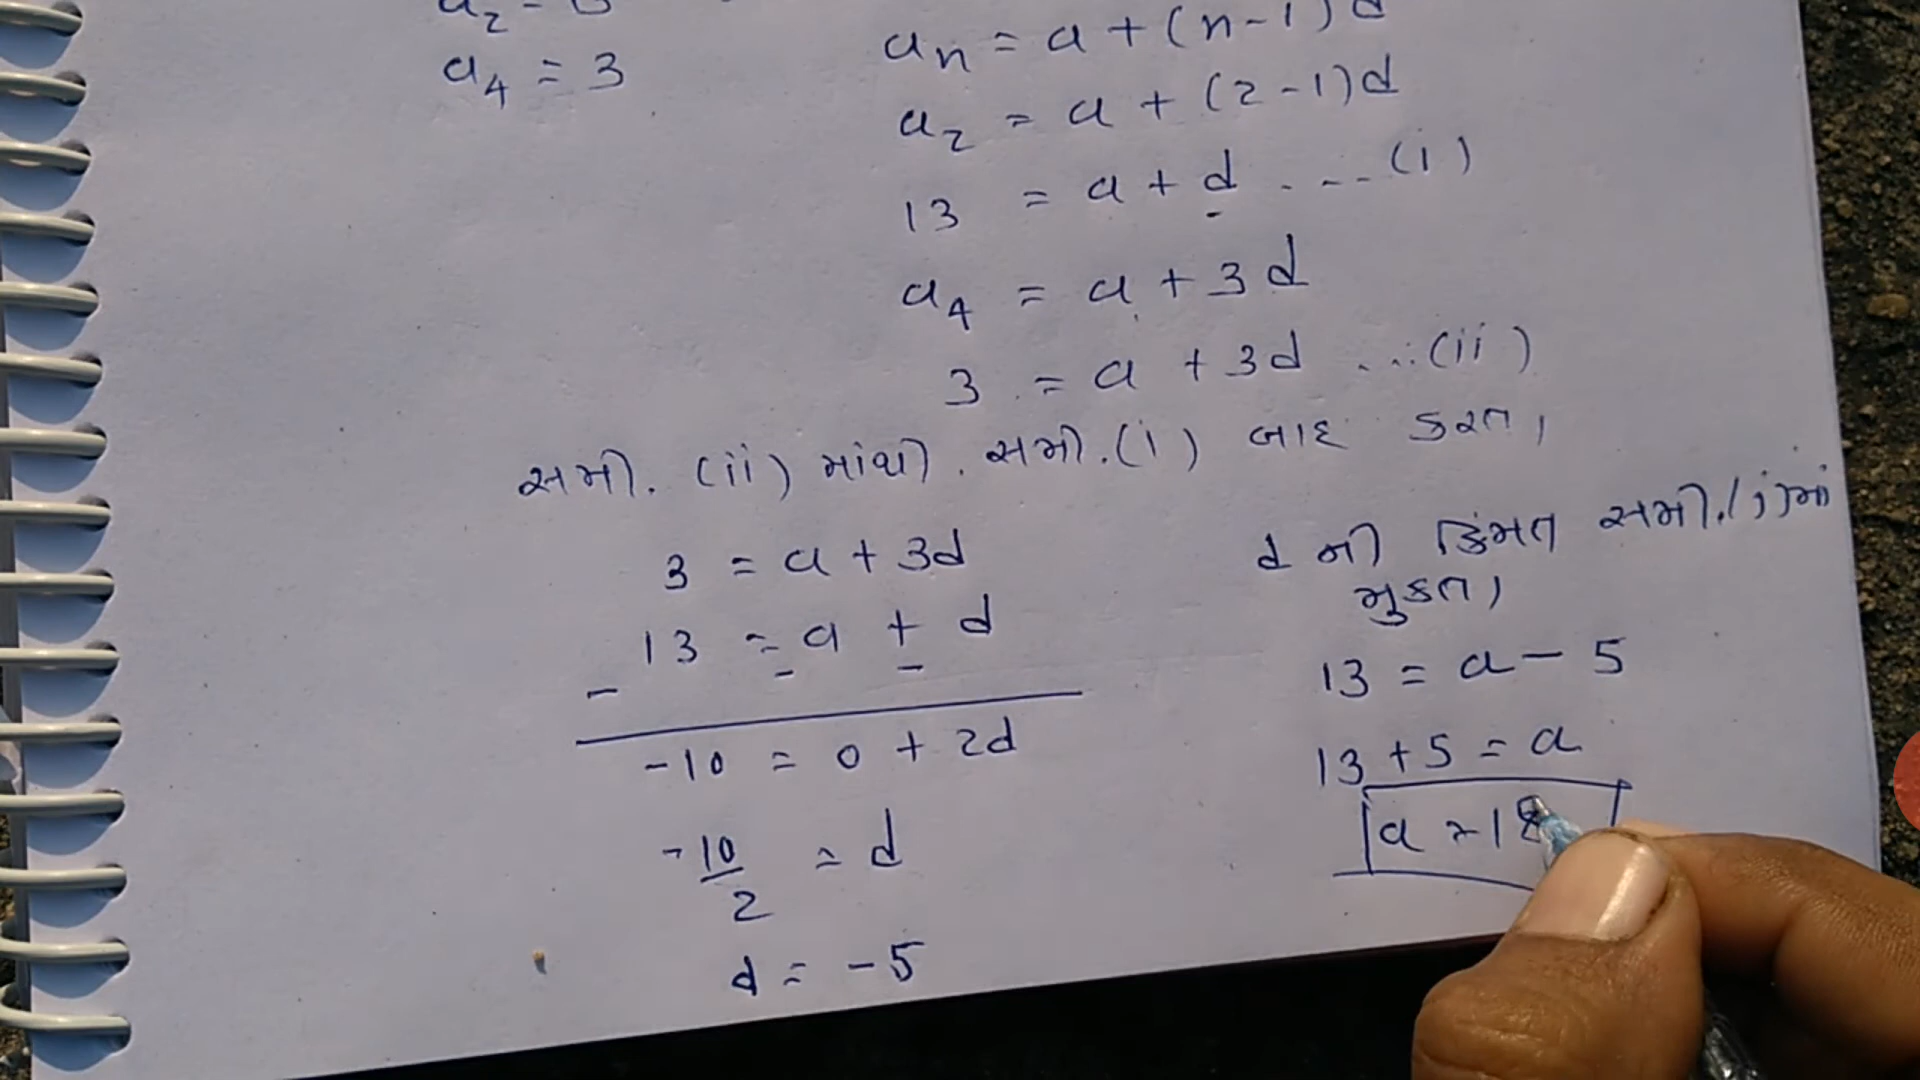 a₄ = 3
aₙ = a + (n-1)d
a₂ = a + (2-1)d
13 = a + d ... (i)
a₄ = a + 3d
3 = a + 3d ... (ii)
સમી. (ii) માંથી સમી. (i) બાદ કરતા,
3 = a + 3d
13 = a + d
- - -
-10 = 0 + 2d
-10/2 = d
d = -5
d ની કિંમત સમી. (i)માં
મુકતા,
13 = a - 5
13 + 5 = a
a = 18